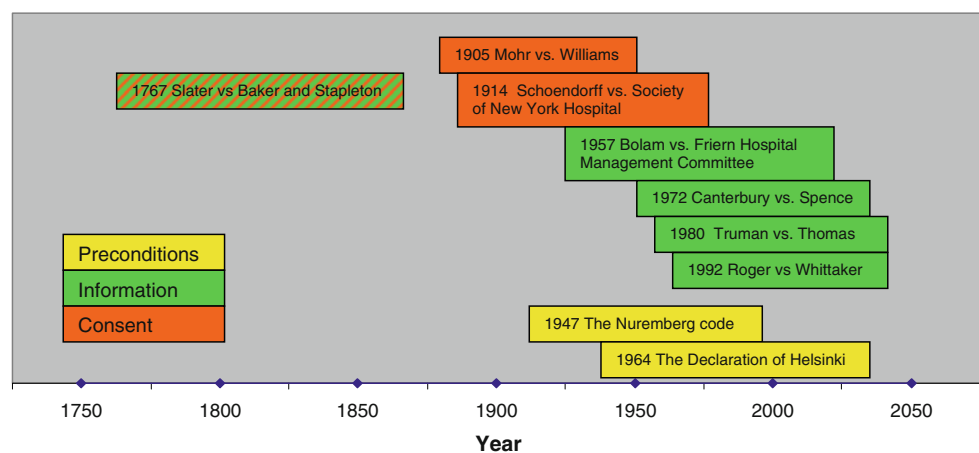 1905 Mohr vs. Williams
1767 Slater vs Baker and Stapleton
1914 Schoendorff vs. Society
of New York Hospital
1957 Bolam vs. Friern Hospital
Management Committee
1972 Canterbury vs. Spence
1980 Truman vs. Thomas
1992 Roger vs Whittaker
Preconditions
Information
Consent
1947 The Nuremberg code
1964 The Declaration of Helsinki
1750 1800 1850 1900 1950 2000 2050
Year